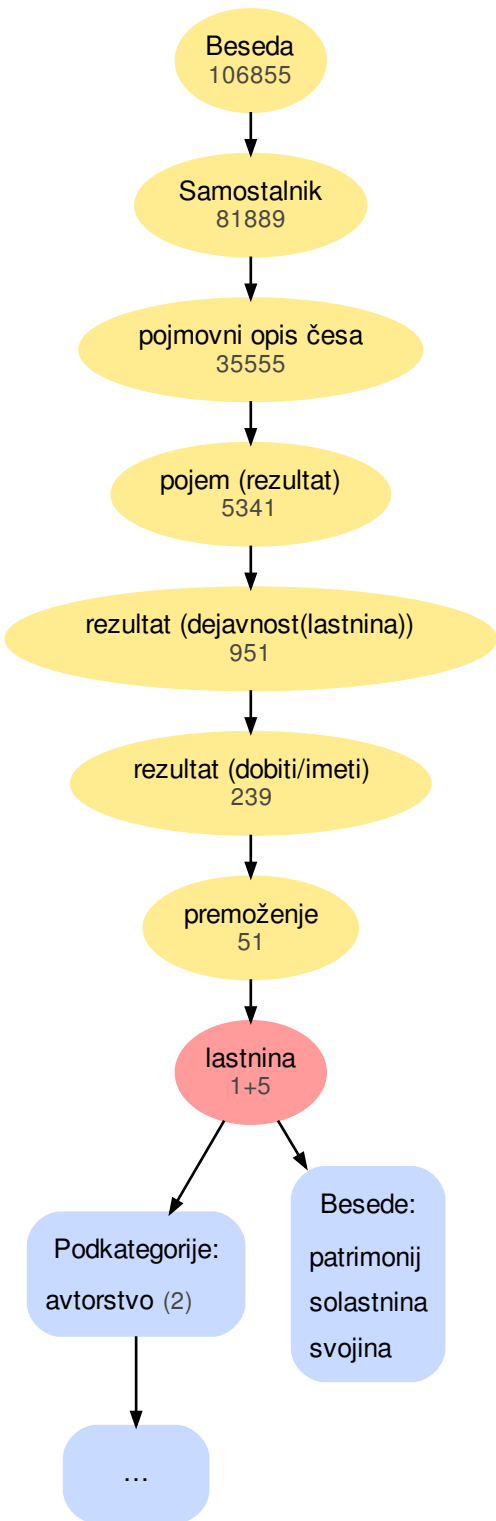 Beseda
106855
Samostalnik
81889
pojmovni opis česa
35555
pojem (rezultat)
5341
rezultat (dejavnost(lastnina))
951
rezultat (dobiti/imeti)
239
premoženje
51
lastnina
1+5
Podkategorije:
avtorstvo (2)
Besede:
patrimonij
solastnina
svojina
...